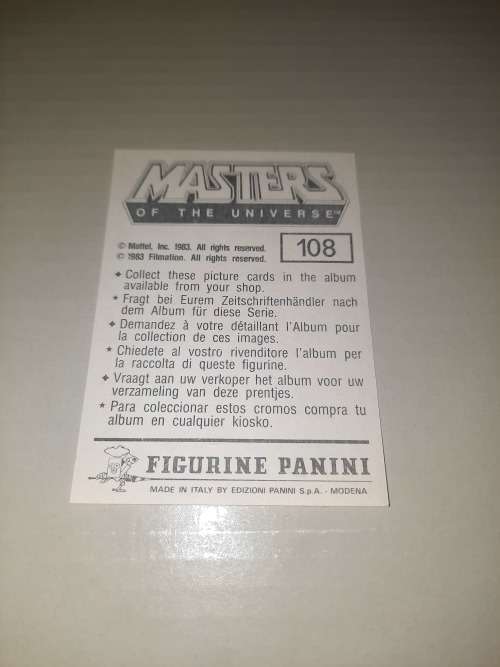 MASTERS
OF THE UNIVERSE™
© Mattel, Inc. 1983. All rights reserved.
© 1983 Filmation. All rights reserved.
108
✦ Collect these picture cards in the album
available from your shop.
★ Fragt bei Eurem Zeitschriftenhändler nach
dem Album für diese Serie.
✦ Demandez à votre détaillant l'Album pour
la collection de ces images.
★ Chiedete al vostro rivenditore l'album per
la raccolta di queste figurine.
✦ Vraagt aan uw verkoper het album voor uw
verzameling van deze prentjes.
★ Para coleccionar estos cromos compra tu
album en cualquier kiosko.
FIGURINE PANINI
MADE IN ITALY BY EDIZIONI PANINI S.p.A. - MODENA